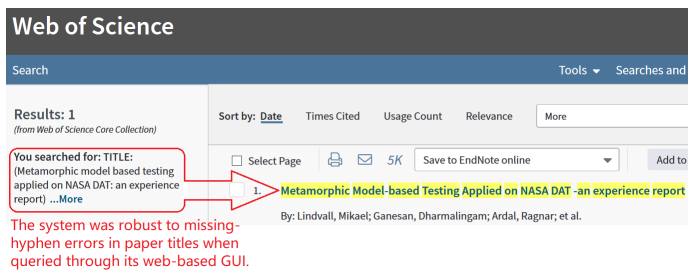 Web of Science
Search
Tools
Searches and
Results: 1
(from Web of Science Core Collection)
Sort by: Date Times Cited Usage Count Relevance More
You searched for: TITLE:
(Metamorphic model based testing
applied on NASA DAT: an experience
report) ...More
Select Page 5K Save to EndNote online Add to
1. Metamorphic Model-based Testing Applied on NASA DAT -an experience report
By: Lindvall, Mikael; Ganesan, Dharmalingam; Ardal, Ragnar; et al.
The system was robust to missing-
hyphen errors in paper titles when
queried through its web-based GUI.